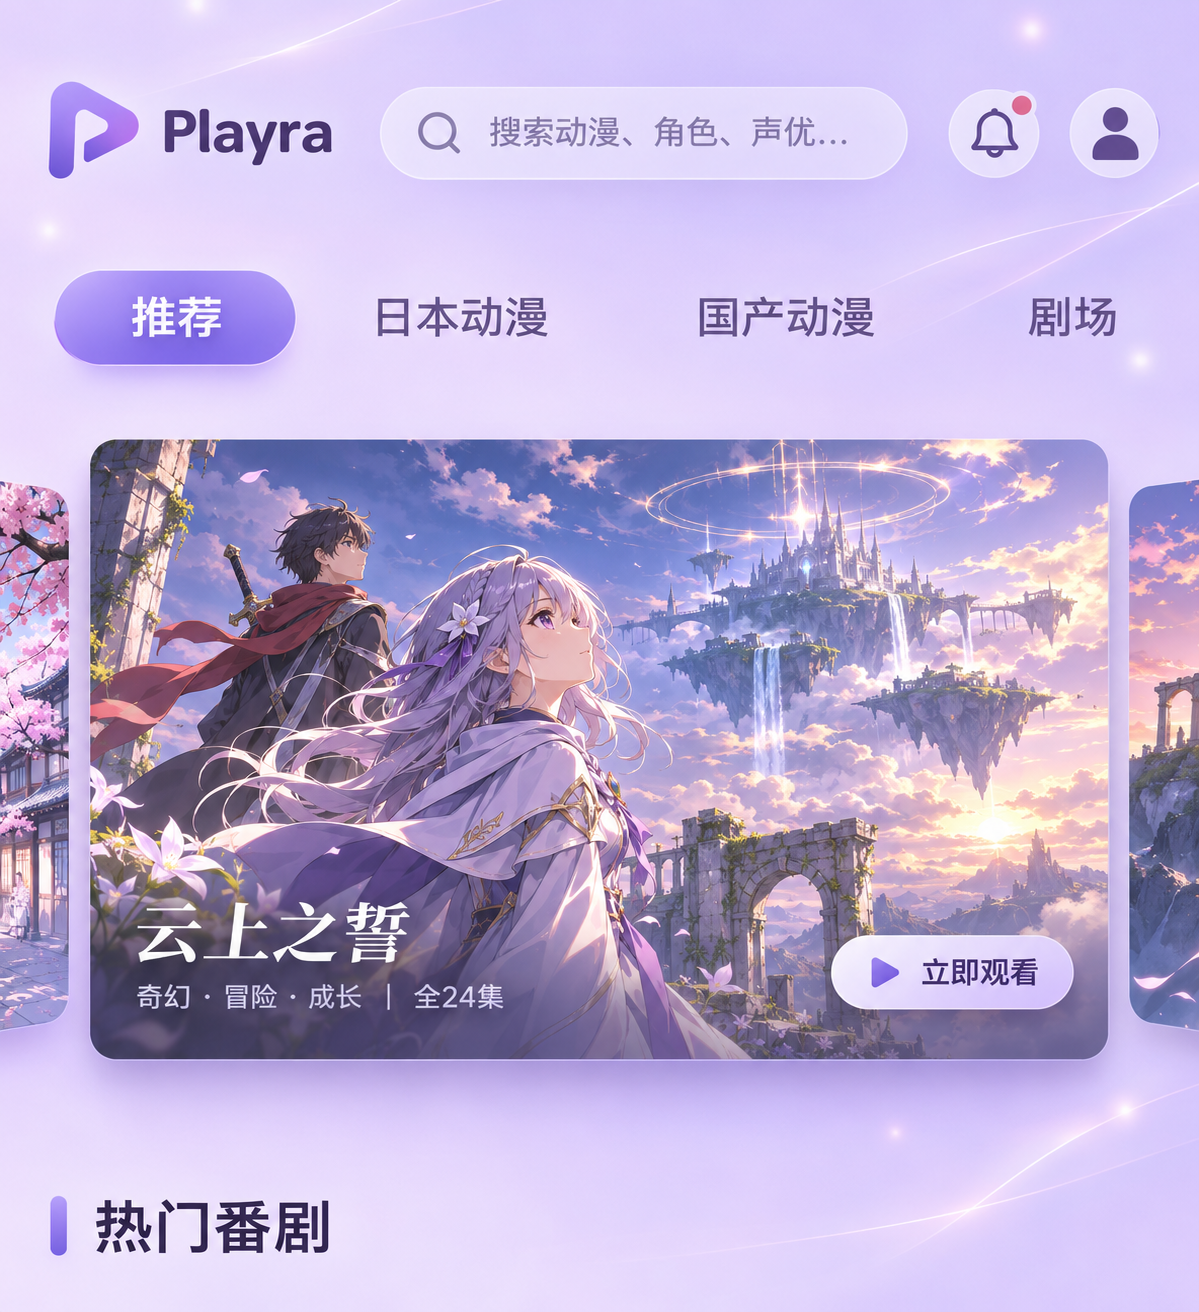 Playra
搜索动漫、角色、声优...
推荐
日本动漫
国产动漫
剧场
云上之誓
奇幻 · 冒险 · 成长 | 全24集
立即观看
热门番剧